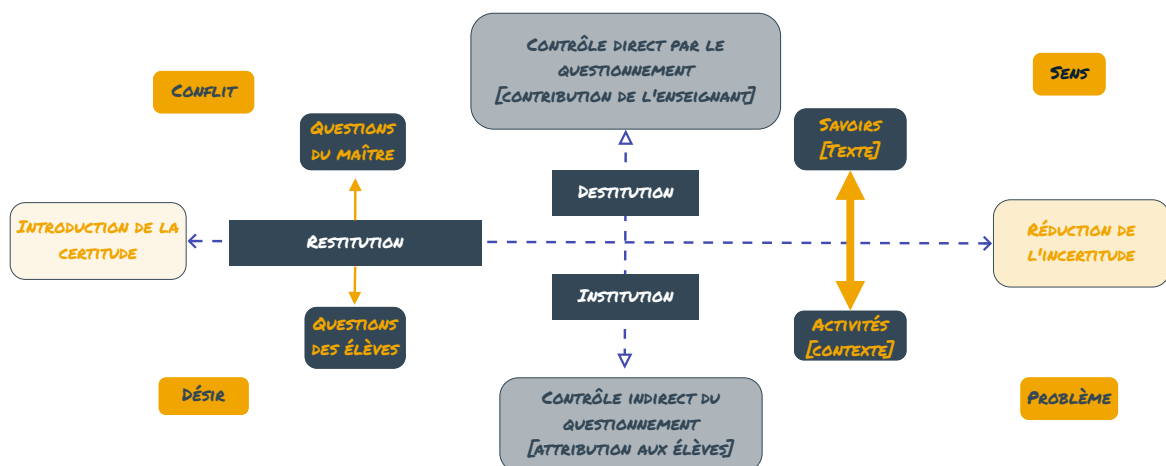 Contrôle direct par le
questionnement
[contribution de l'enseignant]
Conflit
Sens
Questions
du maître
Savoirs
[Texte]
Destitution
Introduction de la
certitude
Restitution
Réduction de
l'incertitude
Institution
Questions
des élèves
Activités
[contexte]
Désir
Contrôle indirect du
questionnement
[attribution aux élèves]
Problème